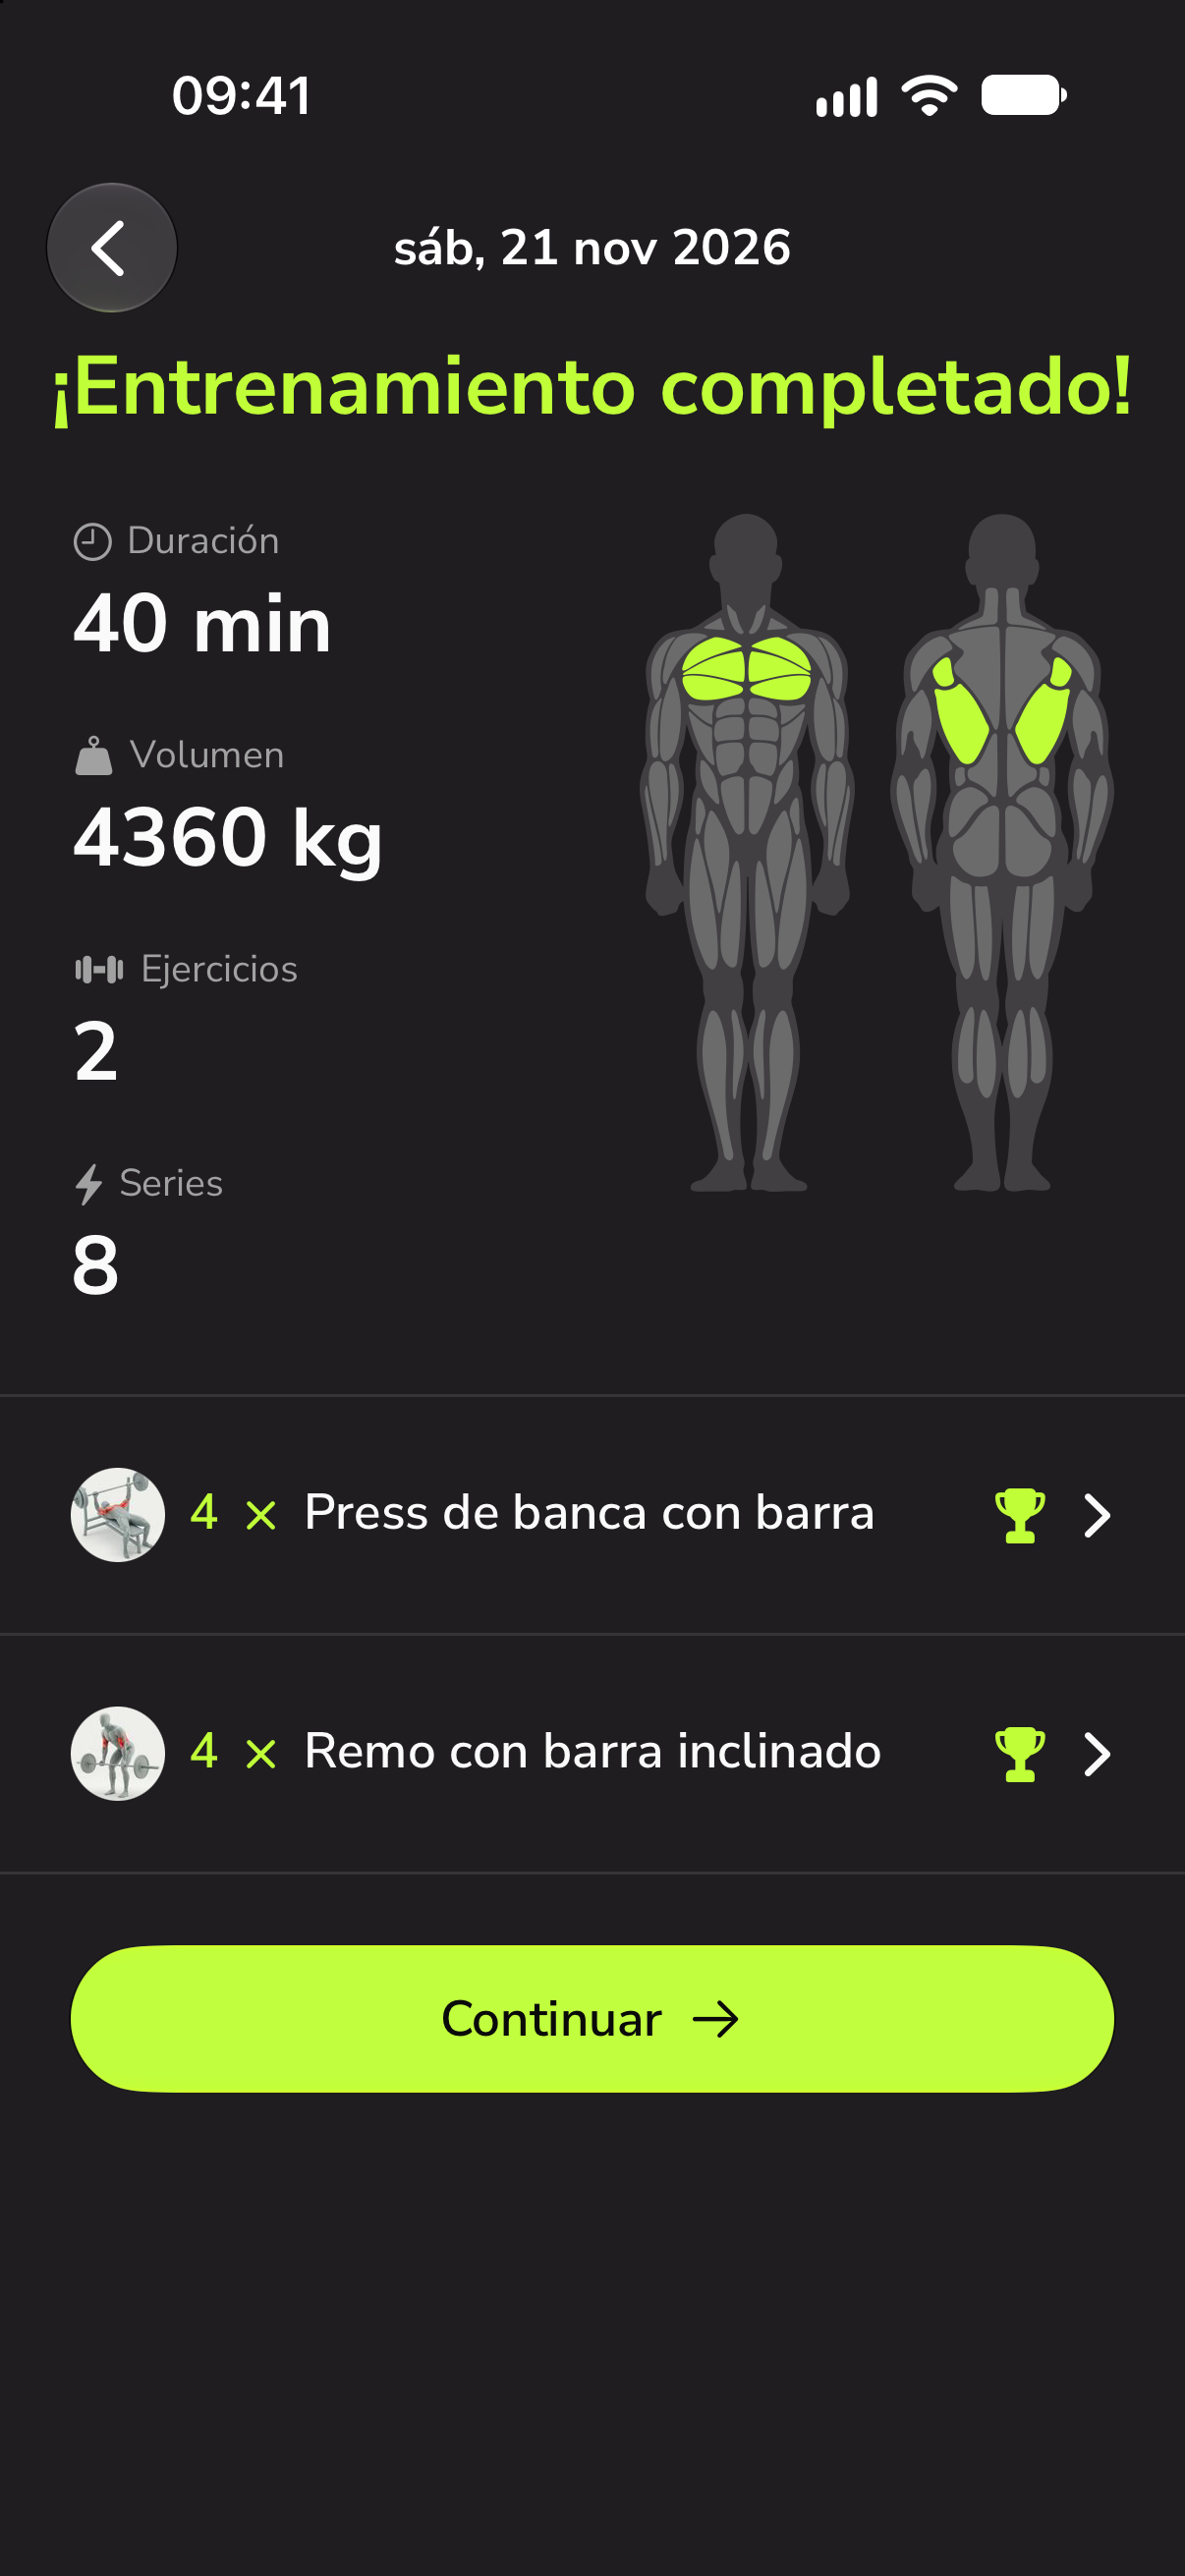 09:41
sáb, 21 nov 2026
¡Entrenamiento completado!
Duración
40 min
Volumen
4360 kg
Ejercicios
2
Series
8
4 × Press de banca con barra
4 × Remo con barra inclinado
Continuar →